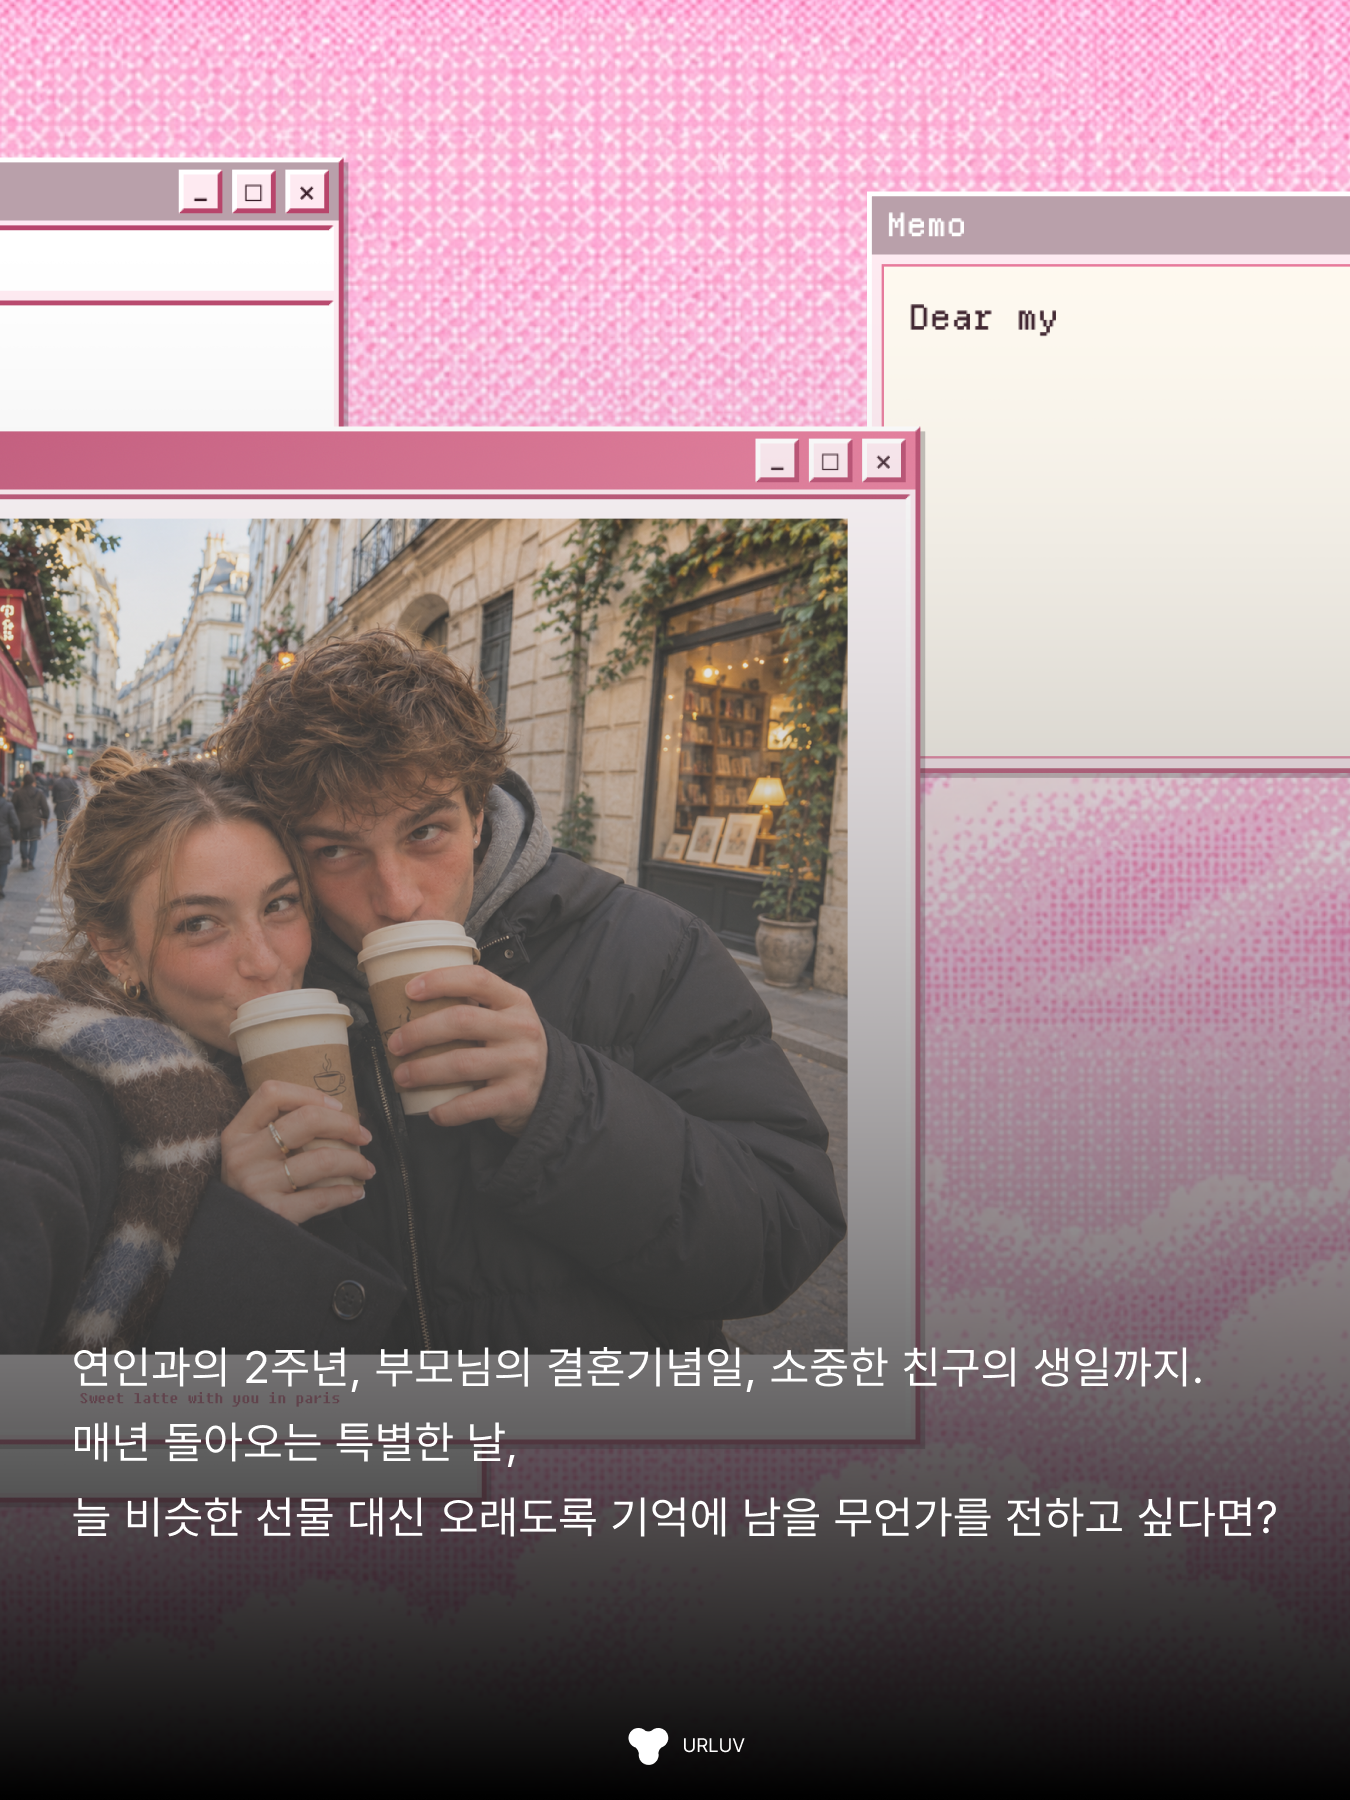 Memo
Dear my
연인과의 2주년, 부모님의 결혼기념일, 소중한 친구의 생일까지.
Sweet latte with you in paris
매년 돌아오는 특별한 날,
늘 비슷한 선물 대신 오래도록 기억에 남을 무언가를 전하고 싶다면?
URLUV